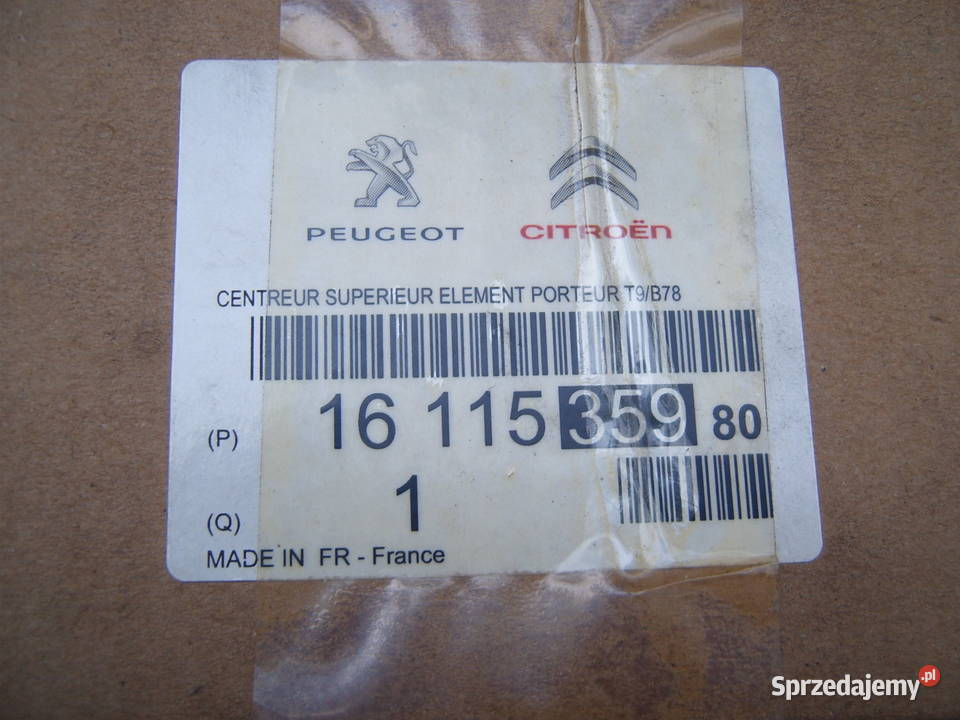 PEUGEOT CITROËN
CENTREUR SUPERIEUR ELEMENT PORTEUR T9/B78
(P) 16 115 359 80
(Q) 1
MADE IN FR - France
Sprzedajemy.pl